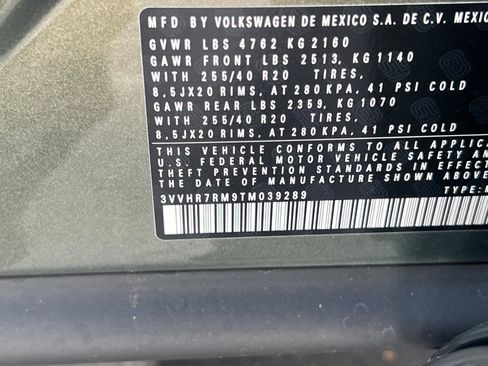 MFD BY VOLKSWAGEN DE MEXICO S.A. DE C.V. MEXIC
GVWR LBS 4762 KG 2160
GAWR FRONT LBS 2513, KG 1140
WITH 255/40 R20 TIRES,
8,5JX20 RIMS, AT 280 KPA, 41 PSI COLD
GAWR REAR LBS 2359, KG 1070
WITH 255/40 R20 TIRES,
8,5JX20 RIMS, AT 280 KPA, 41 PSI COLD
THIS VEHICLE CONFORMS TO ALL APPLICA
U.S. FEDERAL MOTOR VEHICLE SAFETY AN
THEFT PREVENTION STANDARDS IN EFFECT
THE DATE OF MANUFACTURE SHOWN ABOVE
3VVHR7RM9TM039289 TYPE: